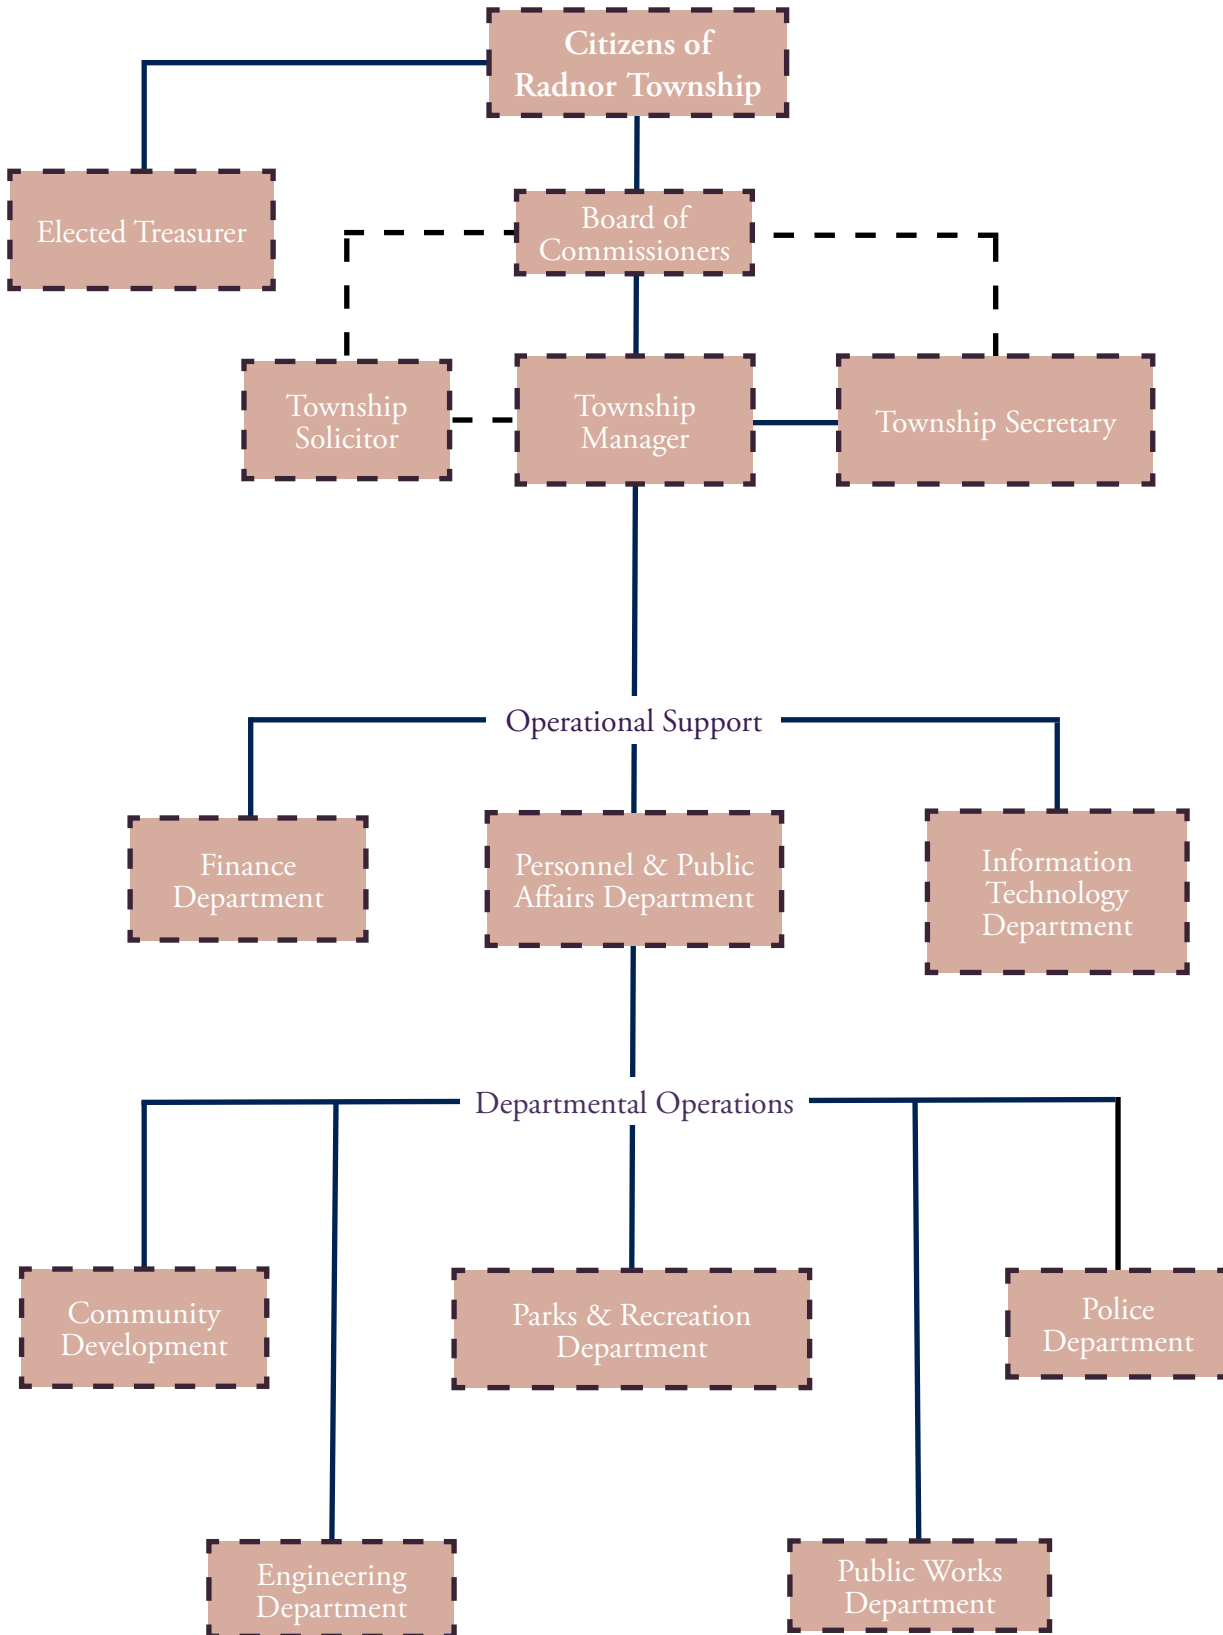 Citizens of
Radnor Township
Elected Treasurer
Board of
Commissioners
Township
Solicitor
Township
Manager
Township Secretary
Operational Support
Finance
Department
Personnel & Public
Affairs Department
Information
Technology
Department
Departmental Operations
Community
Development
Parks & Recreation
Department
Police
Department
Engineering
Department
Public Works
Department